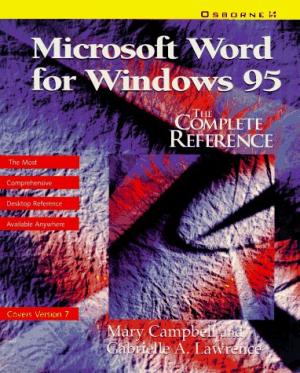 OSBORNE
Microsoft Word
for Windows 95
THE
COMPLETE
REFERENCE
The Most
Comprehensive
Desktop Reference
Available Anywhere
Covers Version 7
Mary Campbell and
Gabrielle A. Lawrence